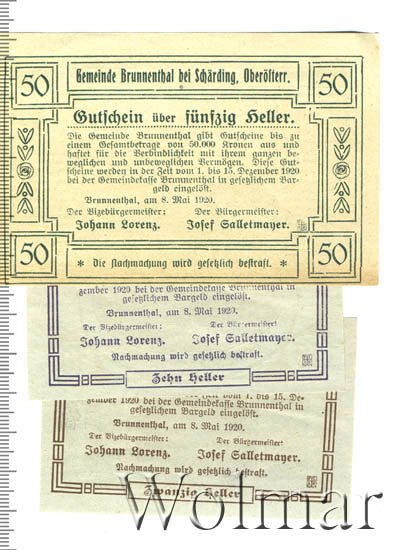 50
Gemeinde Brunnenthal bei Schärding, Oberösterr.
50
Gutschein über fünfzig Heller.
Die Gemeinde Brunnenthal gibt Gutscheine bis zu
einem Gesamtbetrage von 50.000 Kronen aus und
haftet für die Verbindlichkeit mit ihrem ganzen be-
weglichen und unbeweglichen Vermögen. Diese Gut-
scheine werden in der Zeit vom 1. bis 15. Dezember 1920
bei der Gemeindekasse Brunnenthal in gesetzlichem Bar-
geld eingelöst.
Brunnenthal, am 8. Mai 1920.
Der Vizebürgermeister: Der Bürgermeister:
Johann Lorenz. Josef Salletmayer.
50
* die Nachmachung wird gesetzlich bestraft. *
50
zember 1920 bei der Gemeindekasse Brunnenthal in
gesetzlichem Bargeld eingelöst.
Brunnenthal, am 8. Mai 1920.
Der Vizebürgermeister: Der Bürgermeister:
Johann Lorenz. Josef Salletmayer.
Nachmachung wird gesetzlich bestraft.
Zehn Heller
vom 1. bis 15. De-
zember 1920 bei der Gemeindekasse Brunnenthal in
gesetzlichem Bargeld eingelöst.
Brunnenthal, am 8. Mai 1920.
Der Vizebürgermeister: Der Bürgermeister:
Johann Lorenz. Josef Salletmayer.
Nachmachung wird gesetzlich bestraft.
Zwanzig Heller
Wolmar